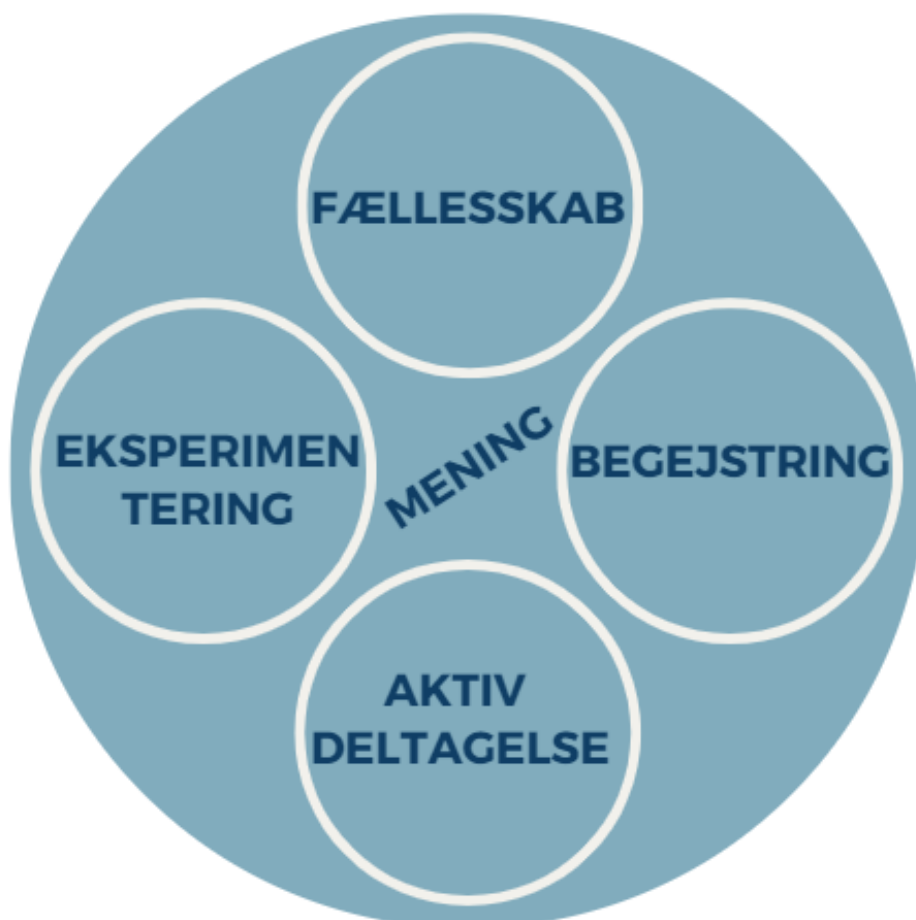 FÆLLESSKAB
EKSPERIMEN
TERING
MENING
BEGEJSTRING
AKTIV
DELTAGELSE